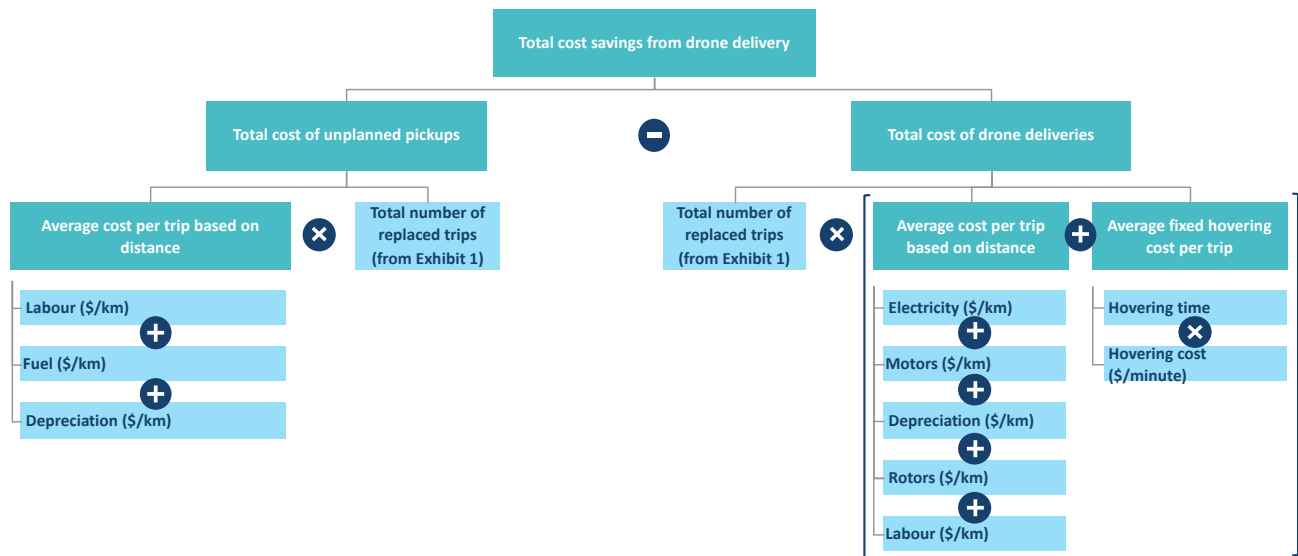 Total cost savings from drone delivery
Total cost of unplanned pickups
Total cost of drone deliveries
Average cost per trip based on
distance
Total number of
replaced trips
(from Exhibit 1)
Total number of
replaced trips
(from Exhibit 1)
Average cost per trip
based on distance
Average fixed hovering
cost per trip
Labour ($/km)
Fuel ($/km)
Depreciation ($/km)
Electricity ($/km)
Motors ($/km)
Depreciation ($/km)
Rotors ($/km)
Labour ($/km)
Hovering time
Hovering cost
($/minute)